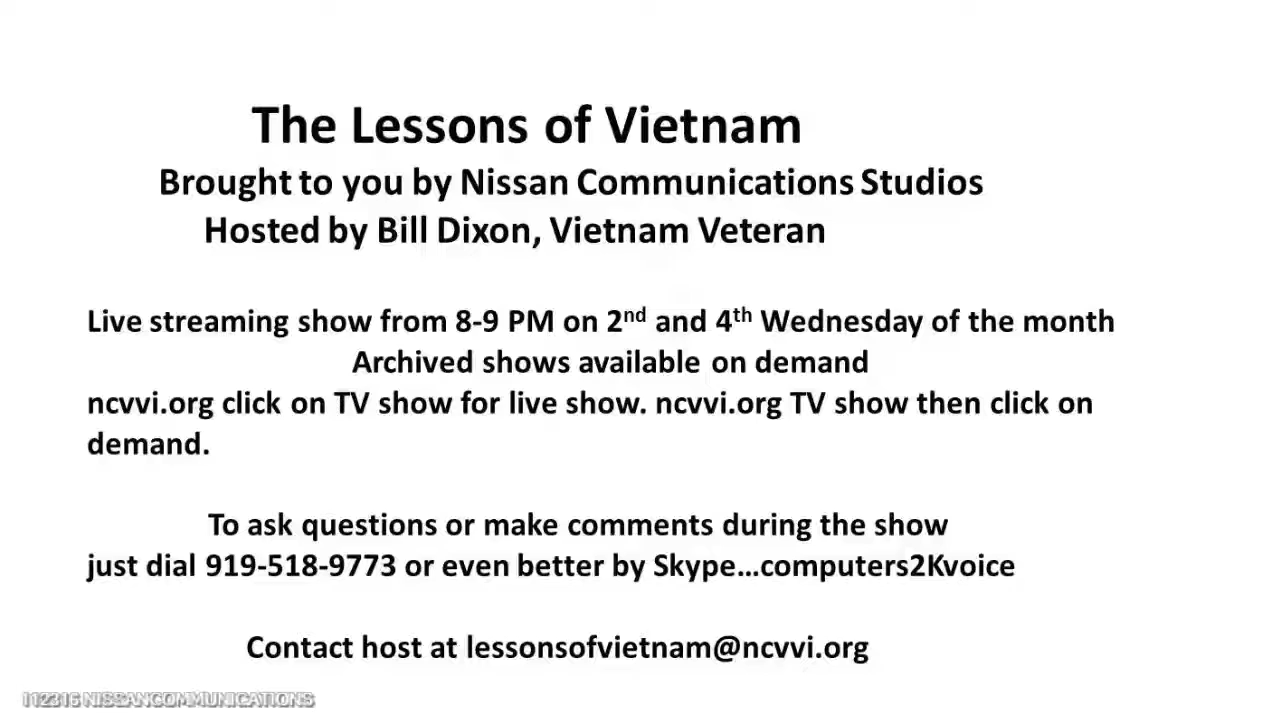 The Lessons of Vietnam
Brought to you by Nissan Communications Studios
Hosted by Bill Dixon, Vietnam Veteran
Live streaming show from 8-9 PM on 2nd and 4th Wednesday of the month
Archived shows available on demand
ncvvi.org click on TV show for live show. ncvvi.org TV show then click on
demand.
To ask questions or make comments during the show
just dial 919-518-9773 or even better by Skype...computers2Kvoice
Contact host at lessonsofvietnam@ncvvi.org
112316 NISSANCOMMUNICATIONS